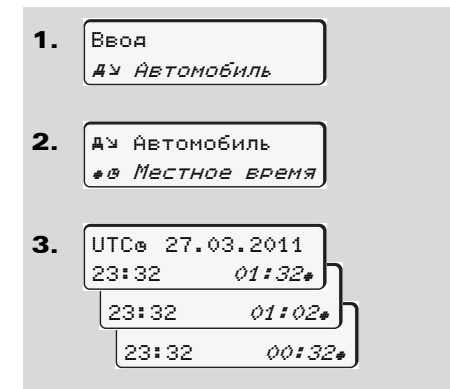 1. Ввод
Автомобиль
2. Автомобиль
Местное время
3. UTC 27.03.2011
23:32 01:32
23:32 01:02
23:32 00:32